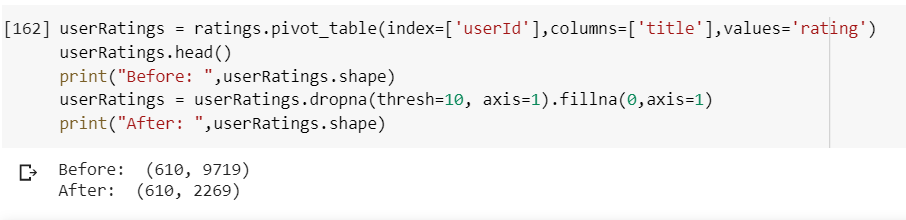 [162] userRatings = ratings.pivot_table(index=['userId'],columns=['title'],values='rating')
userRatings.head()
print("Before: ",userRatings.shape)
userRatings = userRatings.dropna(thresh=10, axis=1).fillna(0,axis=1)
print("After: ",userRatings.shape)
Before:  (610, 9719)
After:  (610, 2269)